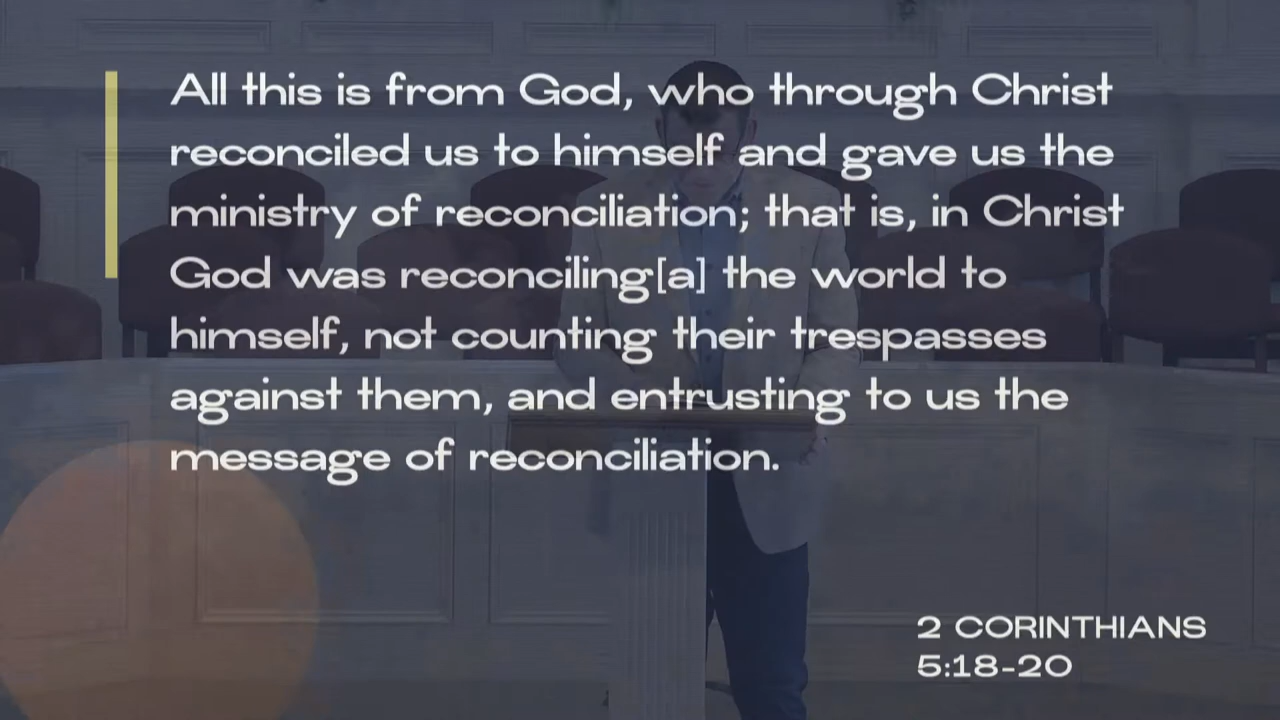 All this is from God, who through Christ
reconciled us to himself and gave us the
ministry of reconciliation; that is, in Christ
God was reconciling[a] the world to
himself, not counting their trespasses
against them, and entrusting to us the
message of reconciliation.
2 CORINTHIANS
5:18-20